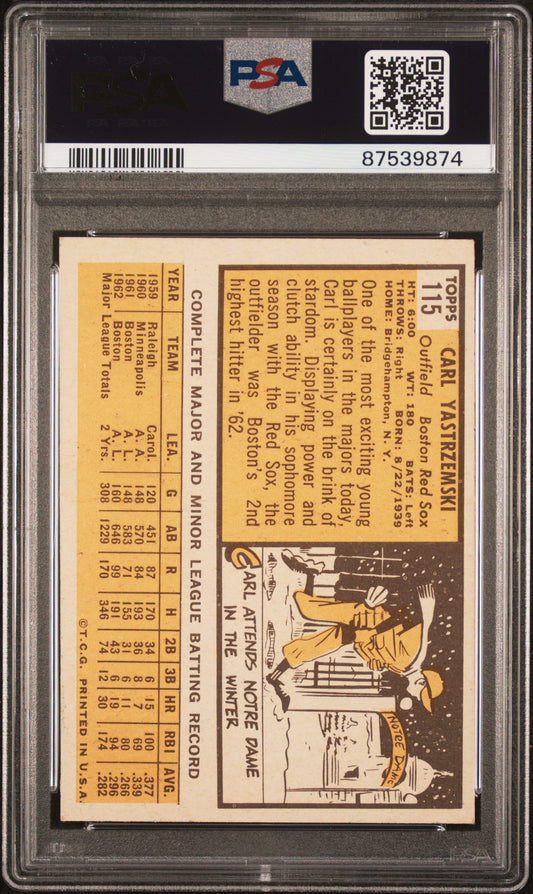 PSA
PSA
87539874
TOPPS
115
CARL YASTRZEMSKI
Outfield Boston Red Sox
HT: 6:00 WT: 180 BATS: Left
THROWS: Right BORN: 8/22/1939
HOME: Bridgehampton, N. Y.
One of the most exciting young
ballplayers in the majors today,
Carl is certainly on the brink of
stardom. Displaying power and
clutch ability in his sophomore
season with the Red Sox, the
outfielder was Boston's 2nd
highest hitter in '62.
NOTRE DAME
CARL ATTENDS NOTRE DAME
IN THE WINTER
COMPLETE MAJOR AND MINOR LEAGUE BATTING RECORD
YEAR TEAM LEA. G AB R H 2B 3B HR RBI AVG.
1959 Raleigh Carol. 120 451 87 170 34 6 15 100 .377
1960 Minneapolis A. A. 148 570 84 193 36 8 7 69 .339
1961 Boston A. L. 148 583 71 155 31 6 11 80 .266
1962 Boston A. L. 160 646 99 191 43 6 19 94 .296
Major League Totals 2 Yrs. 308 1229 170 346 74 12 30 174 .282
©T.C.G. PRINTED IN U.S.A.
PSA